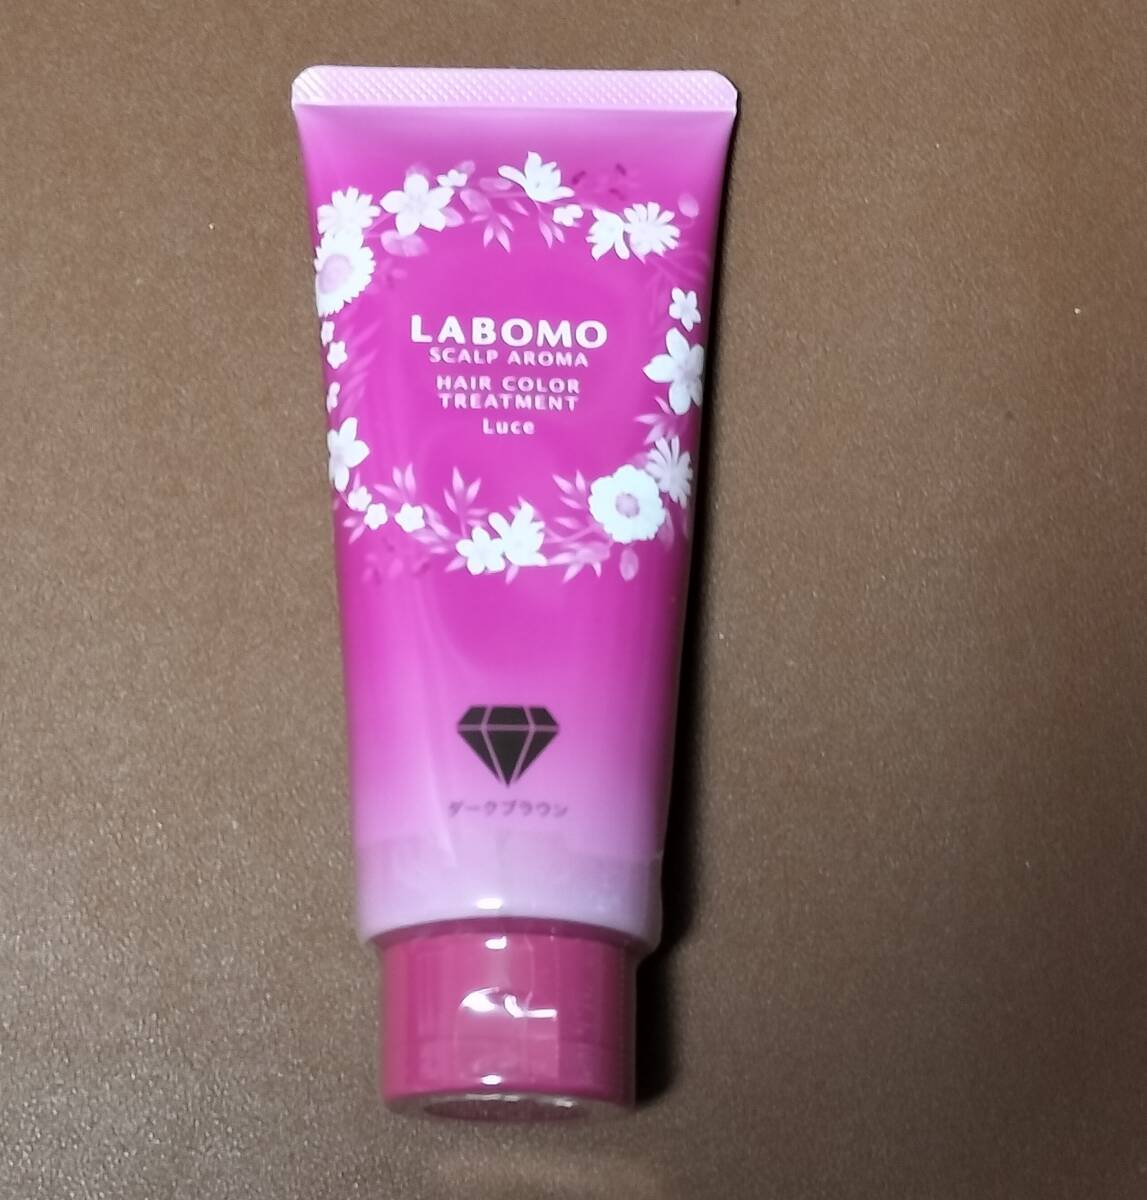 LABOMO
SCALP AROMA
HAIR COLOR
TREATMENT
Luce
ダークブラウン